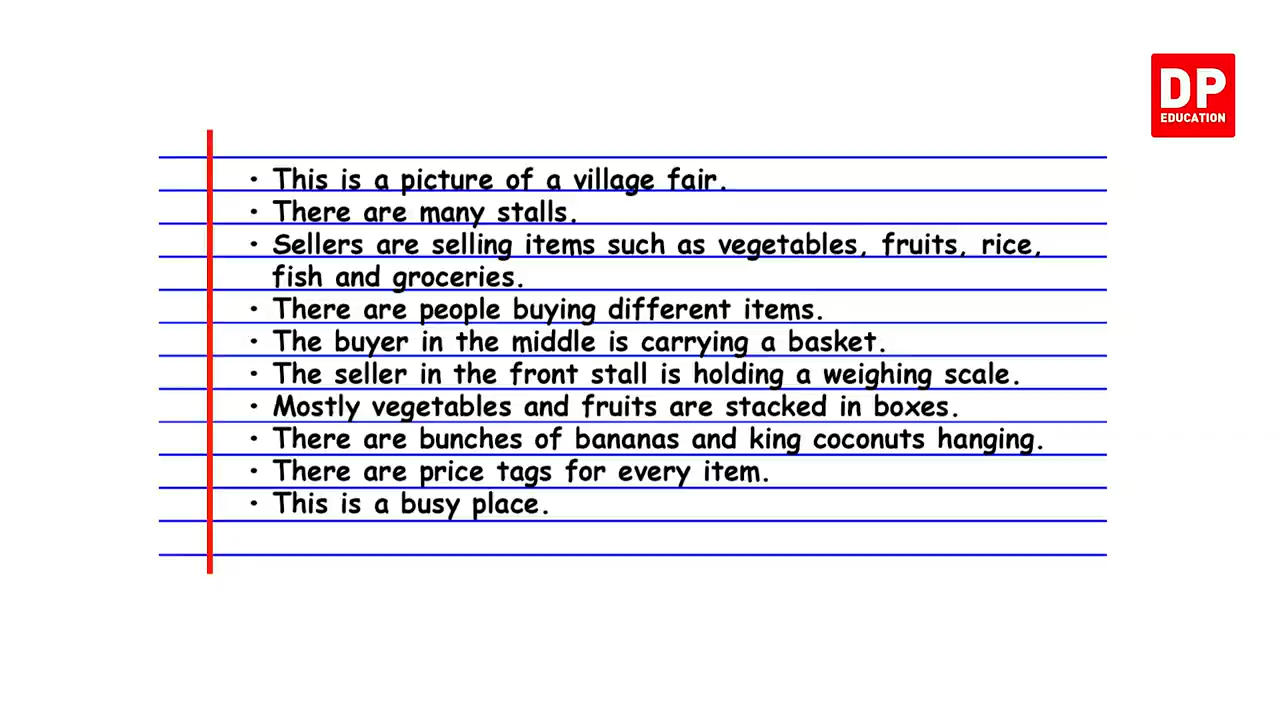 DP
EDUCATION
• This is a picture of a village fair.
• There are many stalls.
• Sellers are selling items such as vegetables, fruits, rice,
fish and groceries.
• There are people buying different items.
• The buyer in the middle is carrying a basket.
• The seller in the front stall is holding a weighing scale.
• Mostly vegetables and fruits are stacked in boxes.
• There are bunches of bananas and king coconuts hanging.
• There are price tags for every item.
• This is a busy place.